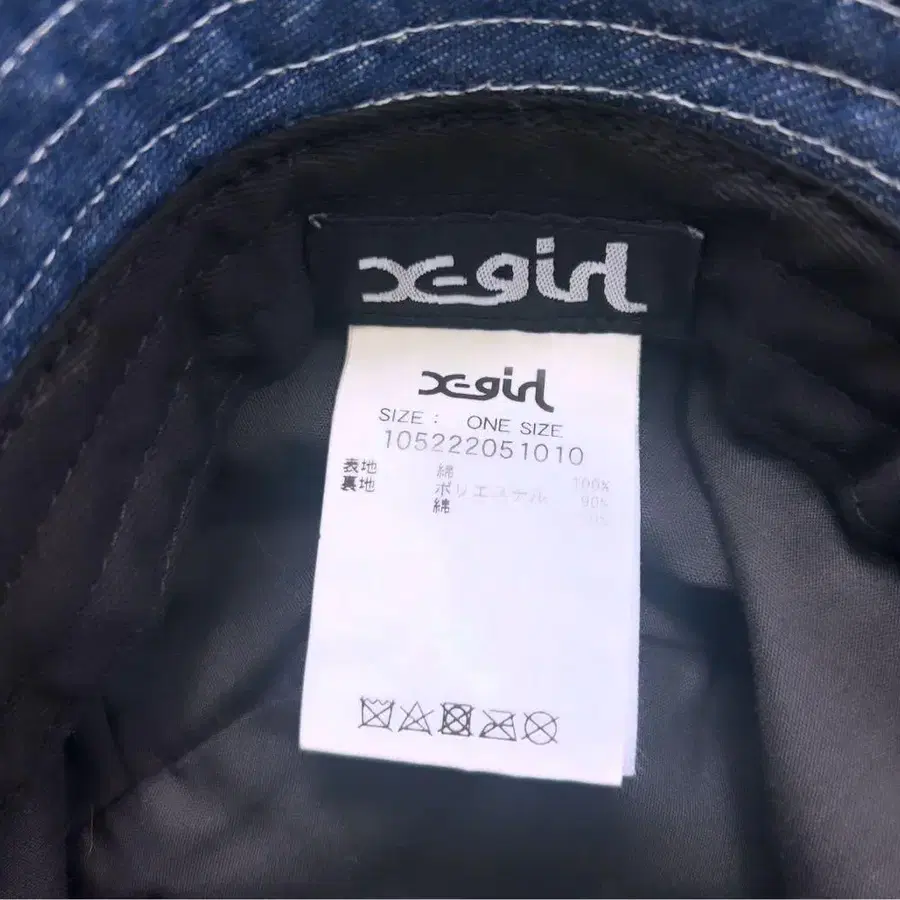 X-girl
X-girl
SIZE : ONE SIZE
105222051010
表地 綿 100%
裏地 ポリエステル 90%
綿